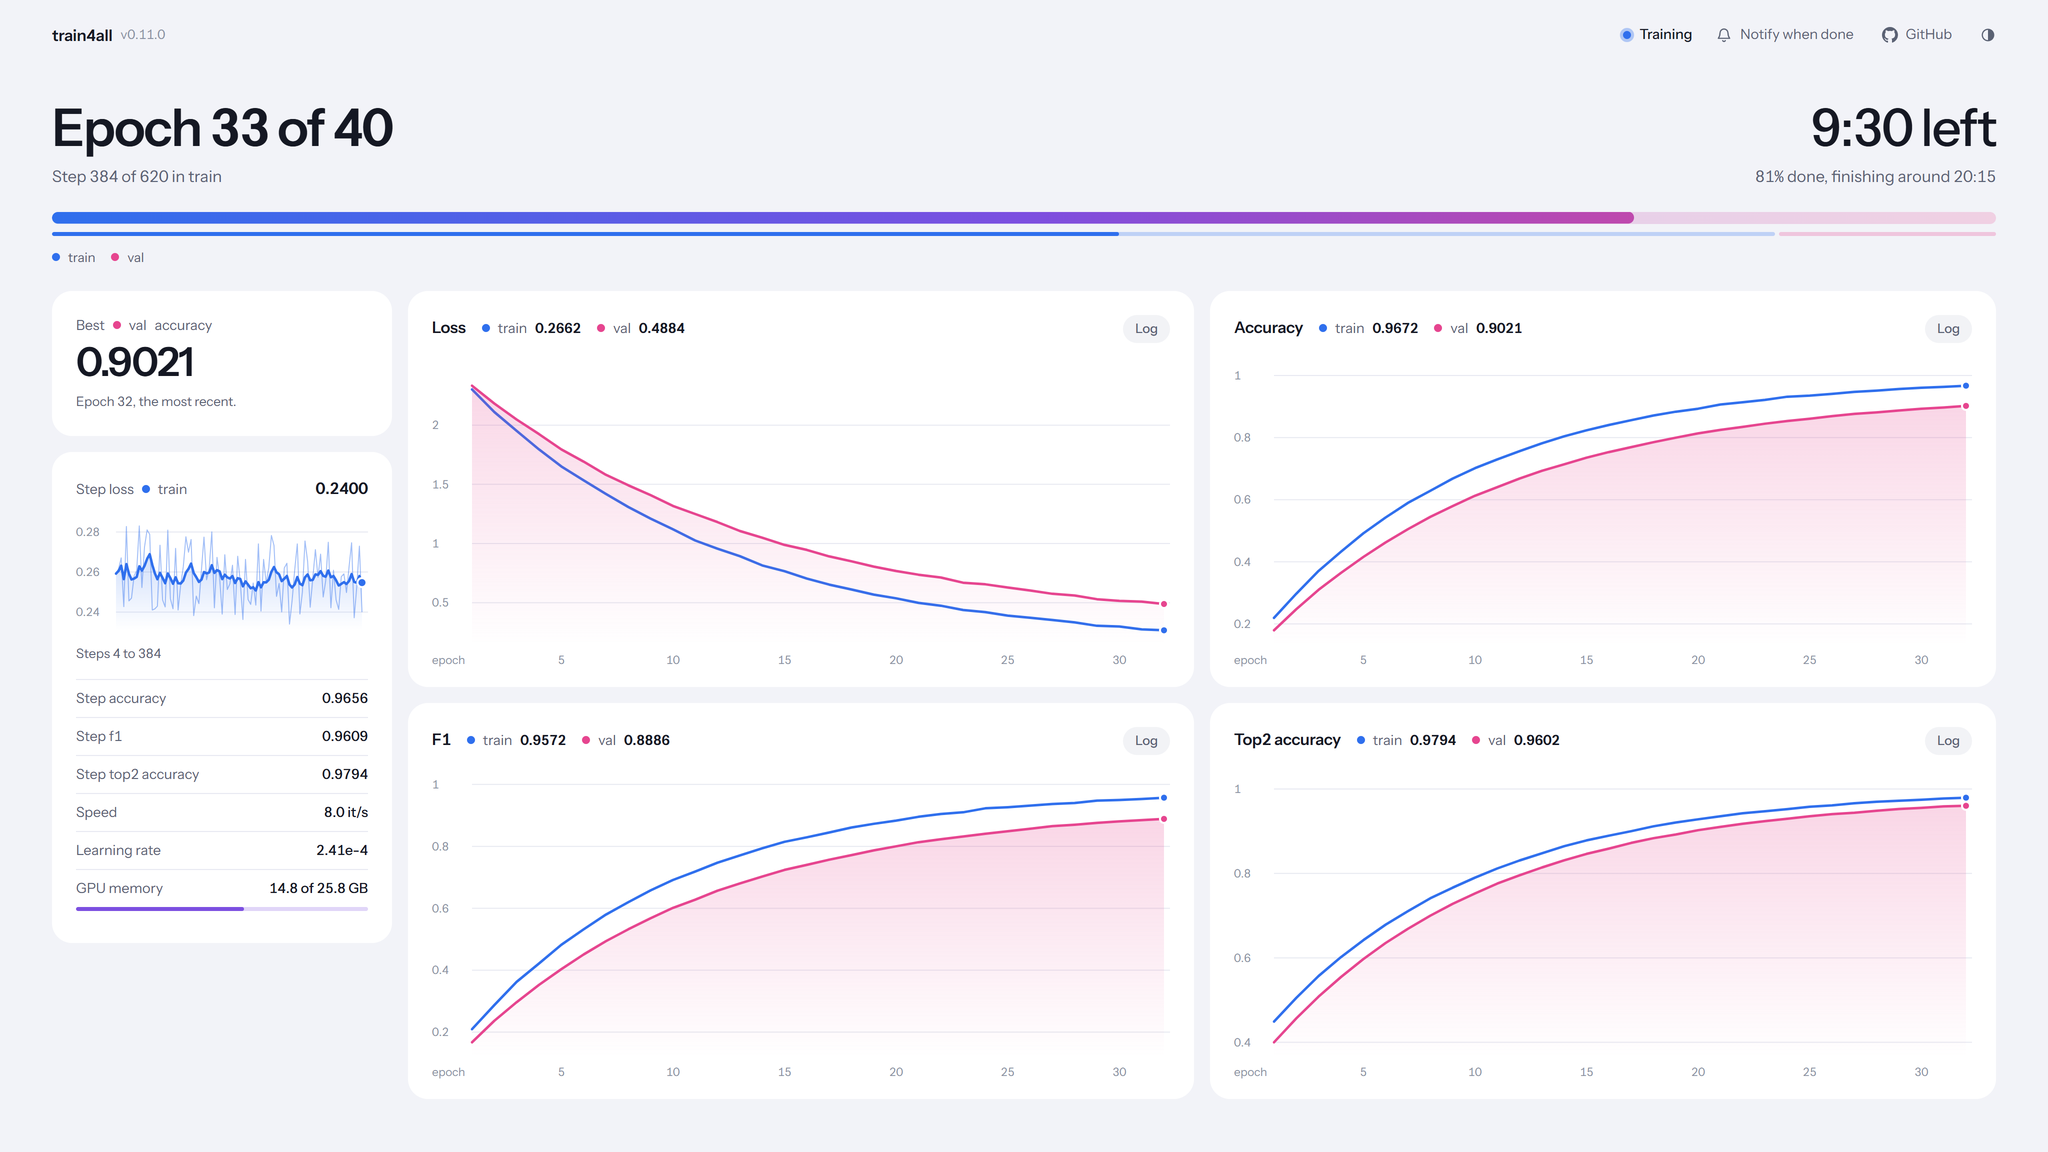 train4all v0.11.0
Training Notify when done GitHub
Epoch 33 of 40
9:30 left
Step 384 of 620 in train
81% done, finishing around 20:15
train val
Best val accuracy
0.9021
Epoch 32, the most recent.
Step loss train 0.2400
0.28
0.26
0.24
Steps 4 to 384
Step accuracy 0.9656
Step f1 0.9609
Step top2 accuracy 0.9794
Speed 8.0 it/s
Learning rate 2.41e-4
GPU memory 14.8 of 25.8 GB
Loss train 0.2662 val 0.4884 Log
2
1.5
1
0.5
epoch 5 10 15 20 25 30
Accuracy train 0.9672 val 0.9021 Log
1
0.8
0.6
0.4
0.2
epoch 5 10 15 20 25 30
F1 train 0.9572 val 0.8886 Log
1
0.8
0.6
0.4
0.2
epoch 5 10 15 20 25 30
Top2 accuracy train 0.9794 val 0.9602 Log
1
0.8
0.6
0.4
epoch 5 10 15 20 25 30